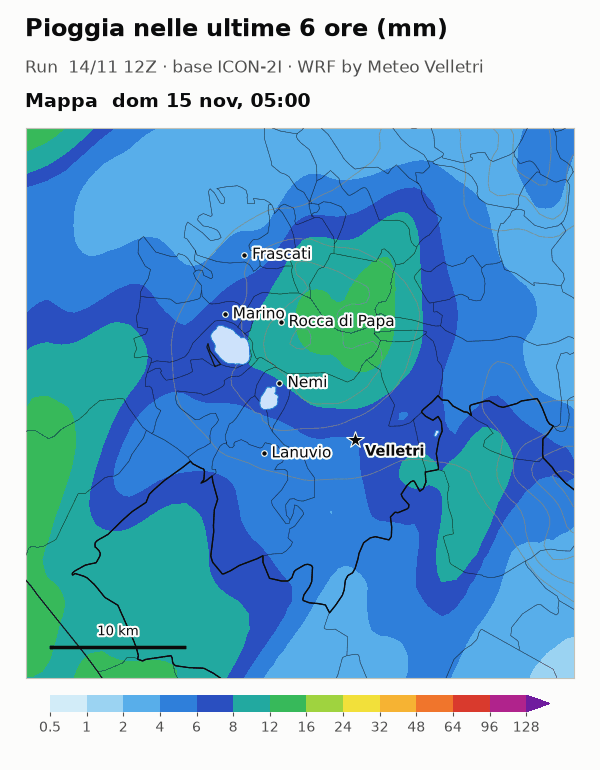 Pioggia nelle ultime 6 ore (mm)
Run  14/11 12Z · base ICON-2I · WRF by Meteo Velletri
Mappa  dom 15 nov, 05:00
Frascati
Marino
Rocca di Papa
Nemi
Velletri
Lanuvio
10 km
0.5 1 2 4 6 8 12 16 24 32 48 64 96 128